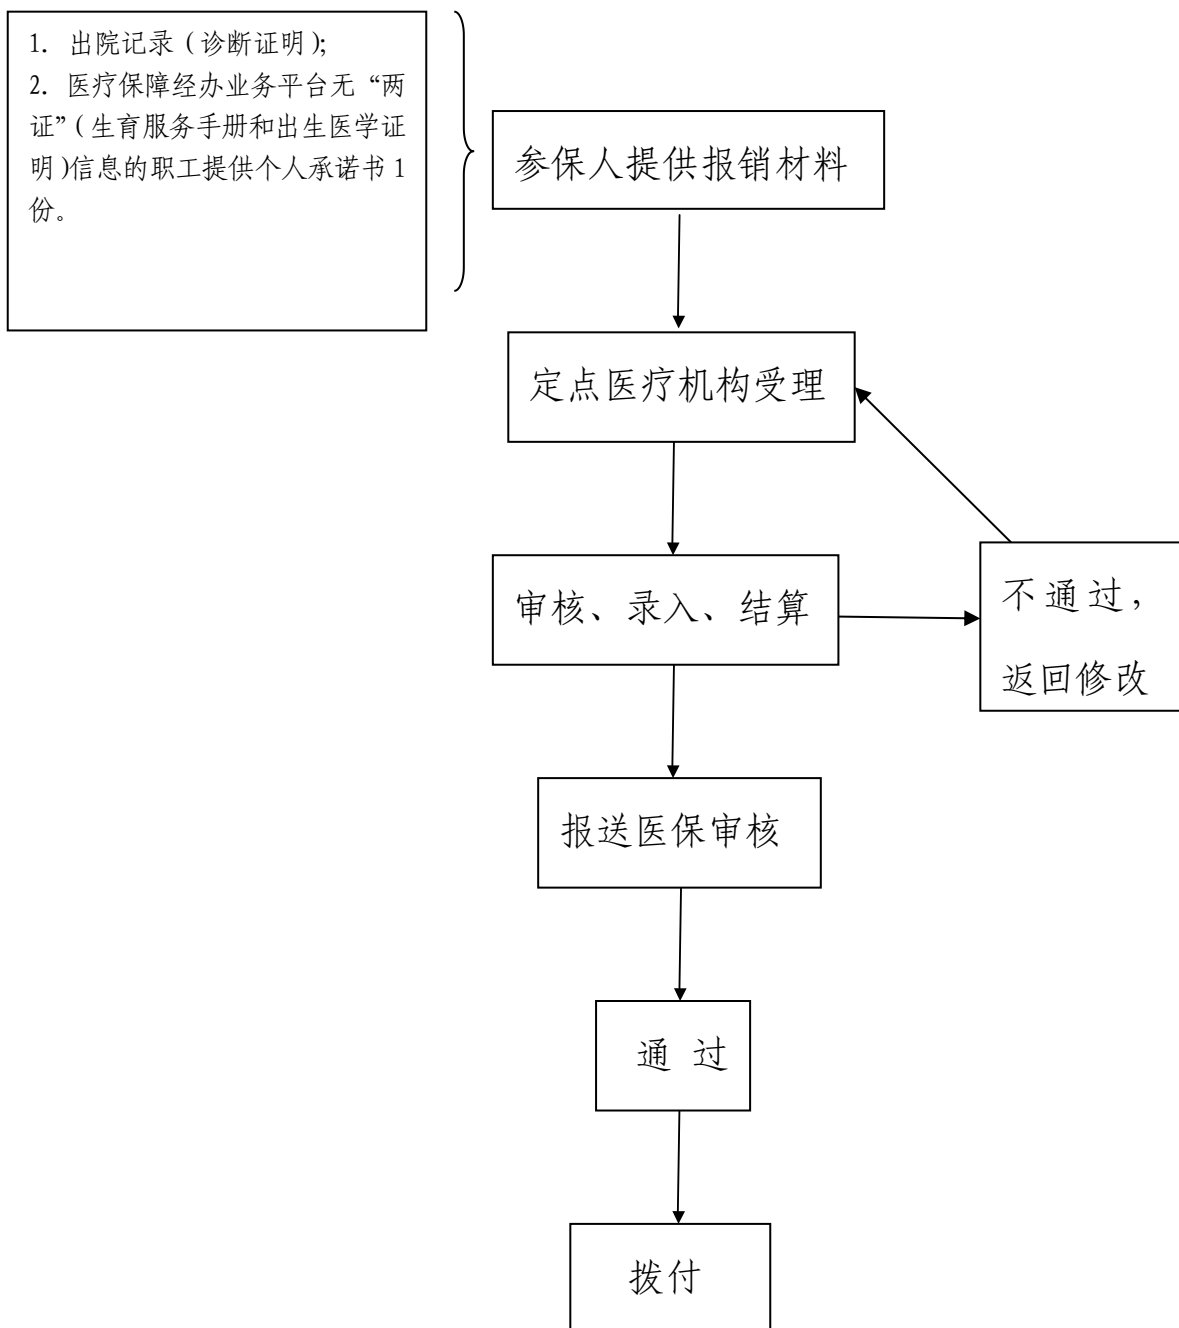 1. 出院记录（诊断证明）；
2. 医疗保障经办业务平台无“两
证”（生育服务手册和出生医学证
明）信息的职工提供个人承诺书 1
份。
参保人提供报销材料
定点医疗机构受理
审核、录入、结算
不通过，
返回修改
报送医保审核
通 过
拨付